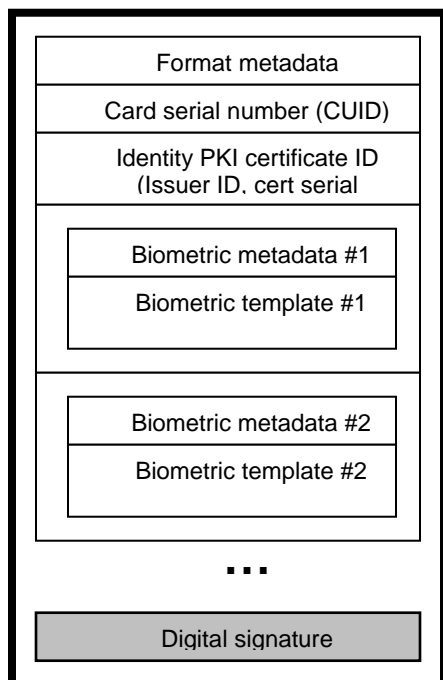 Format metadata
Card serial number (CUID)
Identity PKI certificate ID
(Issuer ID, cert serial
Biometric metadata #1
Biometric template #1
Biometric metadata #2
Biometric template #2
...
Digital signature